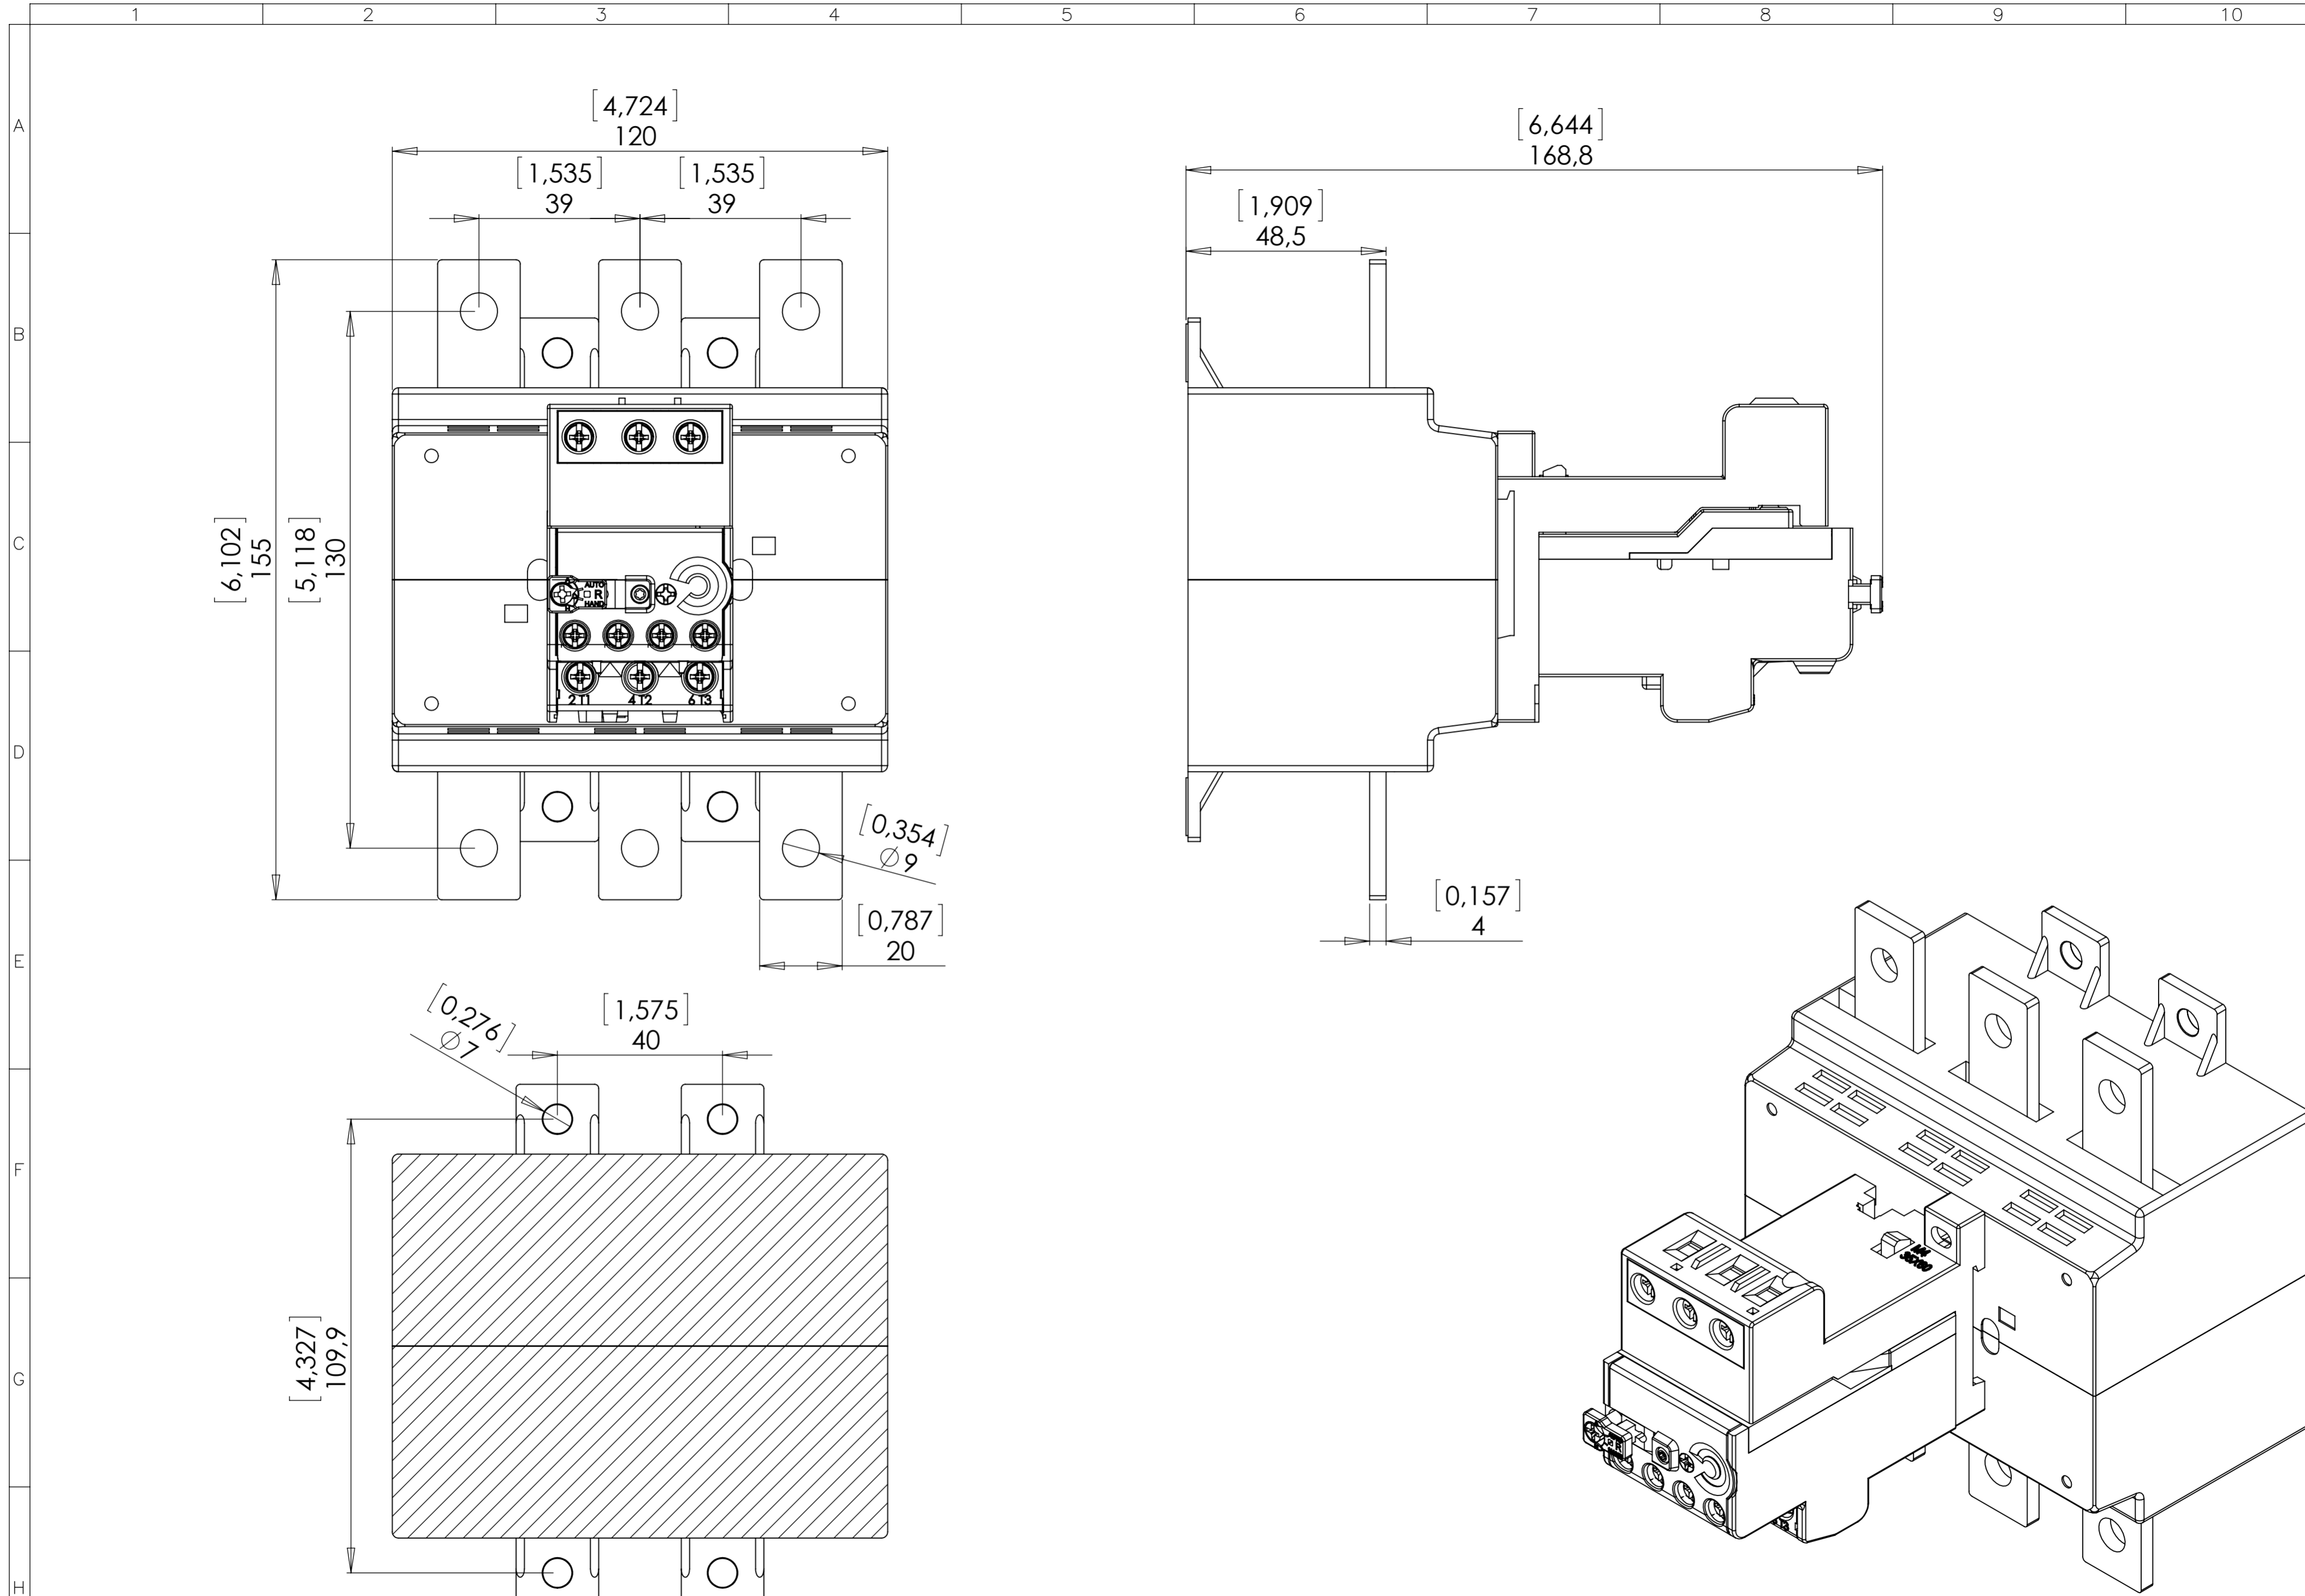 1 2 3 4 5 6 7 8 9 10
A
[4,724]
120
[6,644]
168,8
[1,535] [1,535]
39 39
[1,909]
48,5
B
C
[6,102]
155
[5,118]
130
AUTO
R
HAND
2 T1 4 T2 6 T3
D
[0,354]
∅ 9
[0,787]
20
[0,157]
4
E
[0,276]
∅ 7
[1,575]
40
F
G
[4,327]
109,9
R
H